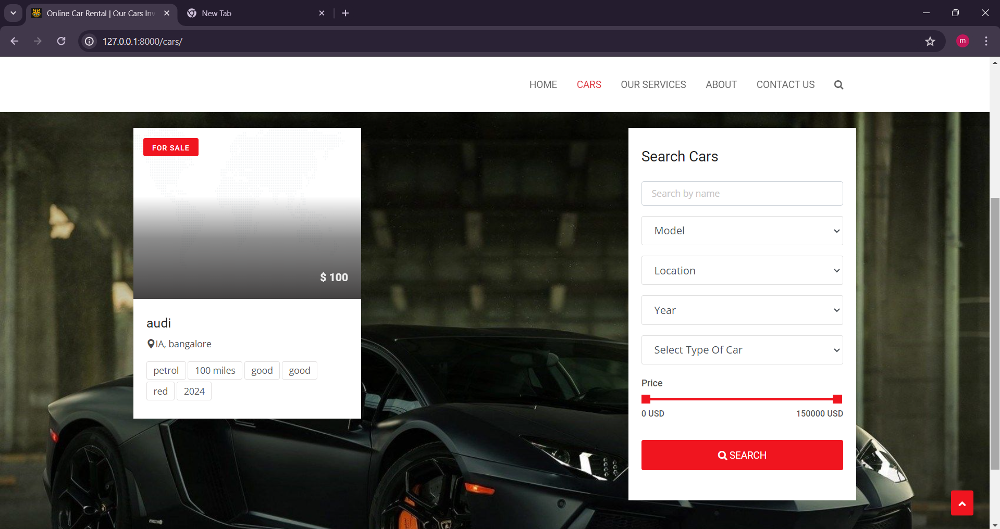 Online Car Rental | Our Cars Inv
New Tab
127.0.0.1:8000/cars/
m
HOME
CARS
OUR SERVICES
ABOUT
CONTACT US
FOR SALE
$ 100
audi
IA, bangalore
petrol
100 miles
good
good
red
2024
Search Cars
Search by name
Model
Location
Year
Select Type Of Car
Price
0 USD
150000 USD
SEARCH